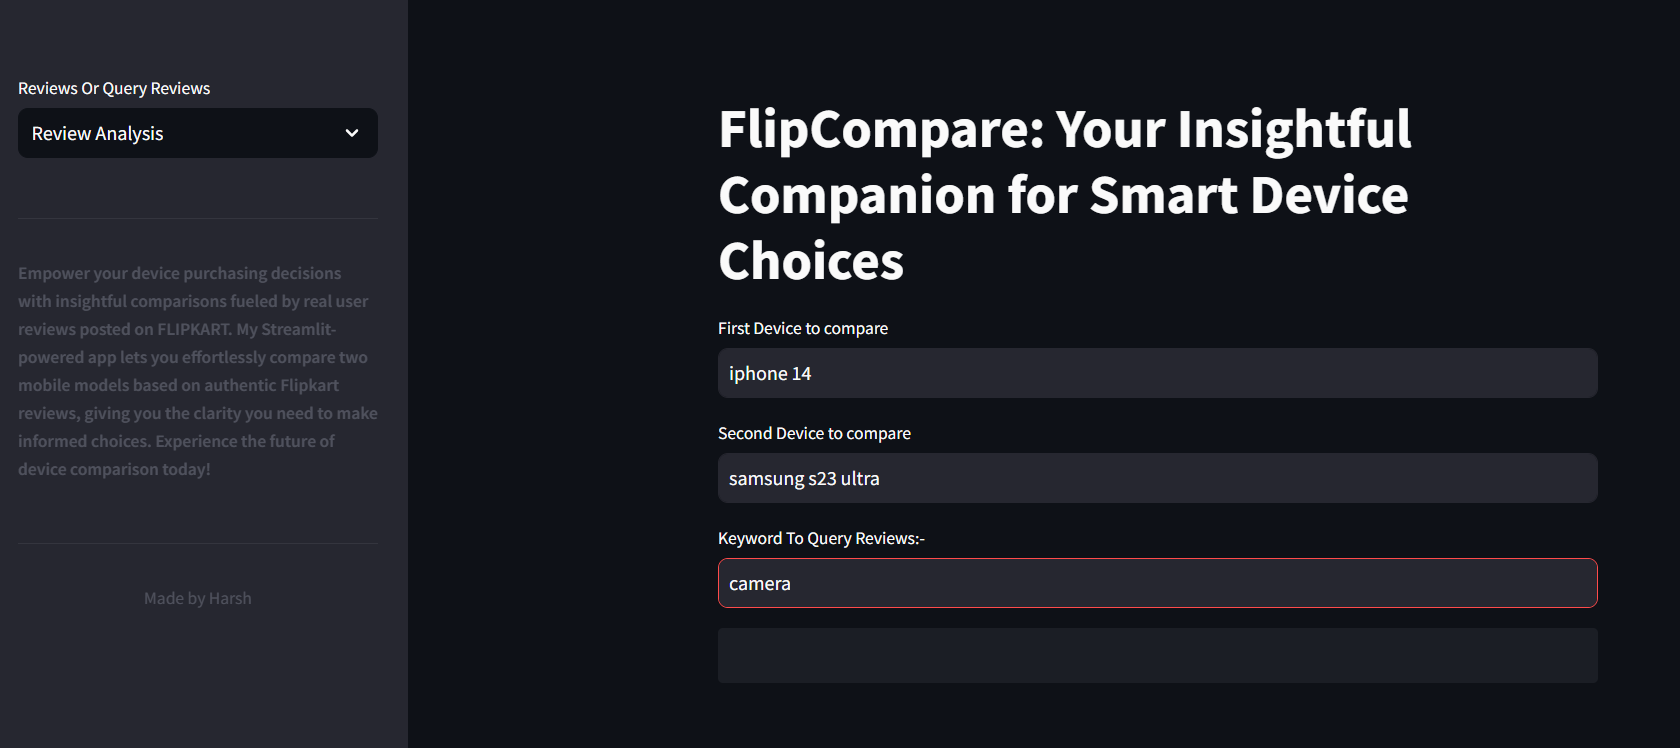 Reviews Or Query Reviews
Review Analysis
Empower your device purchasing decisions
with insightful comparisons fueled by real user
reviews posted on FLIPKART. My Streamlit-
powered app lets you effortlessly compare two
mobile models based on authentic Flipkart
reviews, giving you the clarity you need to make
informed choices. Experience the future of
device comparison today!
Made by Harsh
FlipCompare: Your Insightful
Companion for Smart Device
Choices
First Device to compare
iphone 14
Second Device to compare
samsung s23 ultra
Keyword To Query Reviews:-
camera